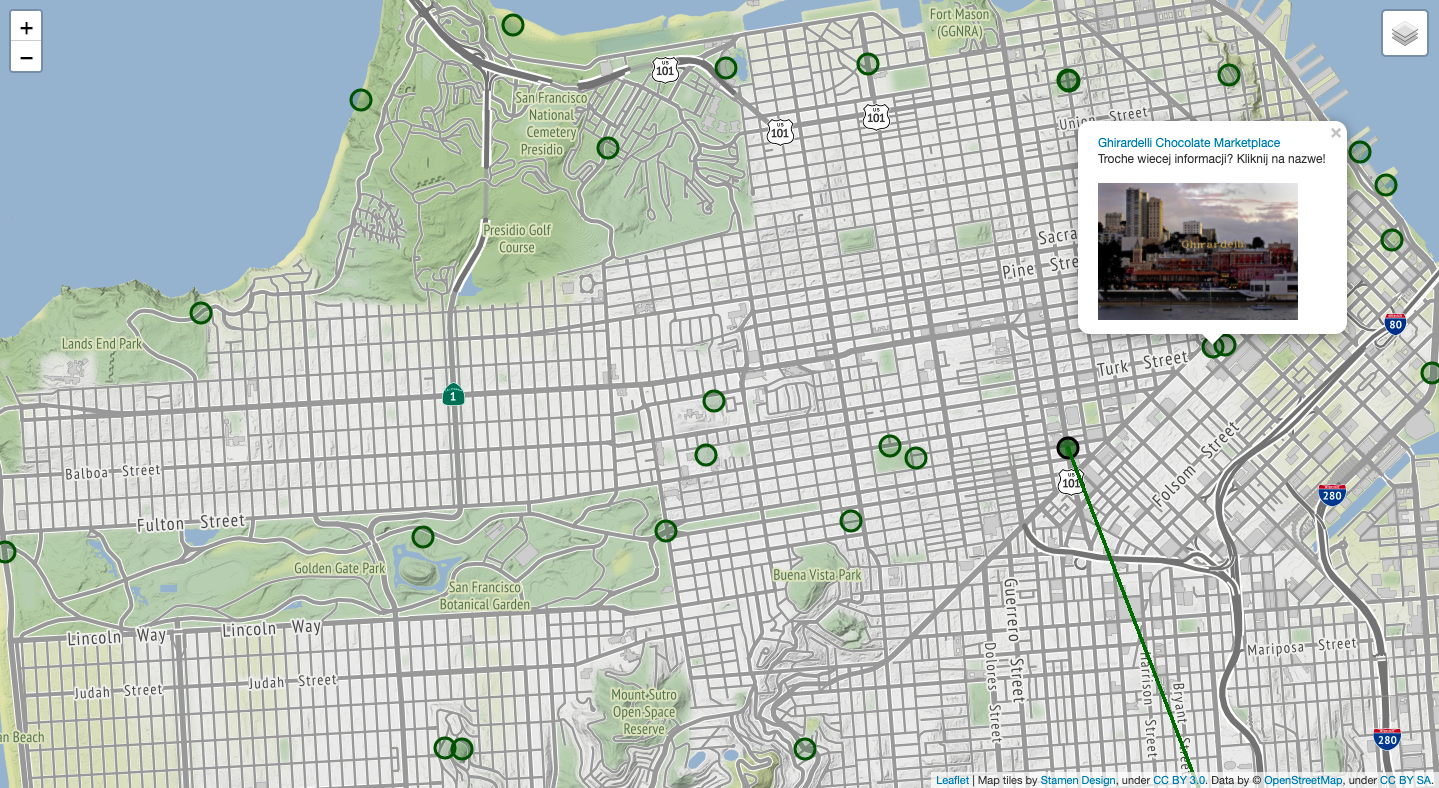 +
−
Fort Mason
(GGNRA)
US
101
San Francisco
National
Cemetery
Presidio
US
101
US
101
Union Street
×
Ghirardelli Chocolate Marketplace
Troche wiecej informacji? Kliknij na nazwe!
Ghirardelli
Presidio Golf
Course
Sacra
Pine Stre
80
Lands End Park
Turk Street
1
Balboa Street
Folsom Street
US
101
280
Fulton Street
Golden Gate Park
San Francisco
Botanical Garden
Buena Vista Park
Lincoln Way
Lincoln Way
Guerrero Street
Dolores Street
Harrison Street
Bryant Street
Mariposa Street
Judah Street
Judah Street
Mount Sutro
Open Space
Reserve
an Beach
280
Leaflet | Map tiles by Stamen Design, under CC BY 3.0. Data by © OpenStreetMap, under CC BY SA.